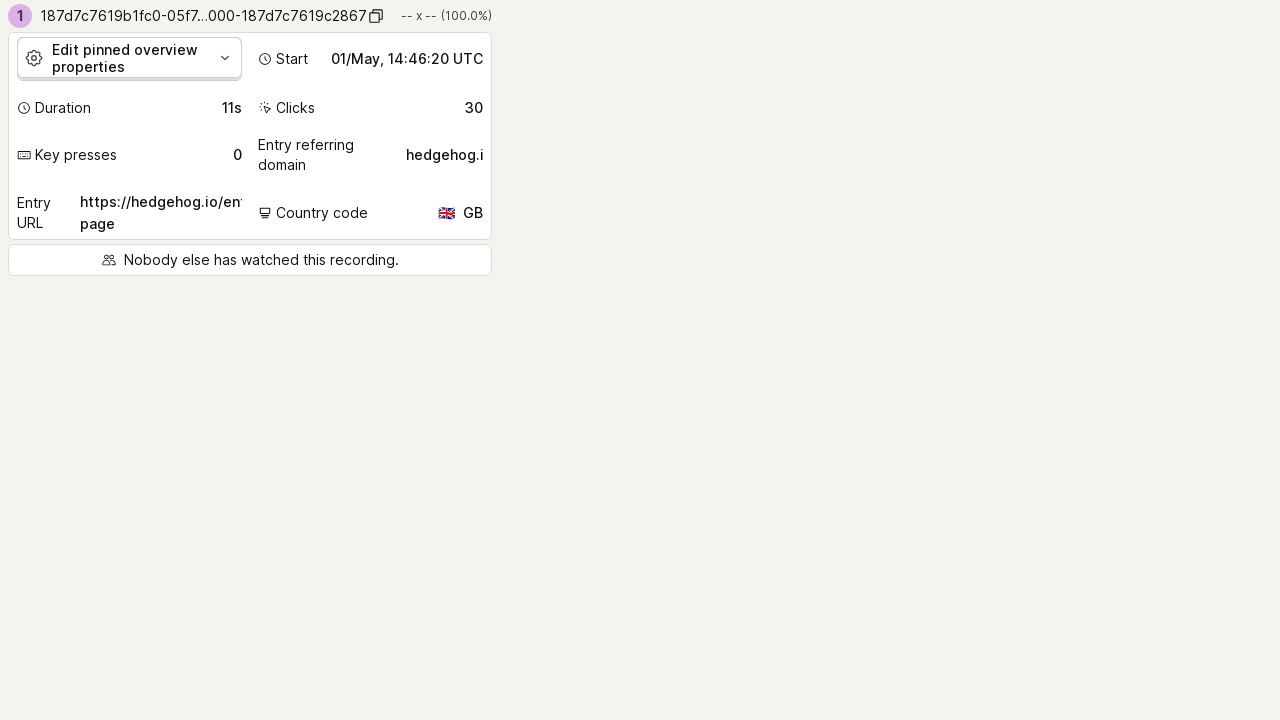 1 187d7c7619b1fc0-05f7…000-187d7c7619c2867 -- x -- (100.0%)
Edit pinned overview
properties
Start 01/May, 14:46:20 UTC
Duration 11s
Clicks 30
Key presses 0
Entry referring
domain
hedgehog.i
Entry
URL
https://hedgehog.io/en
page
Country code 🇬🇧 GB
Nobody else has watched this recording.